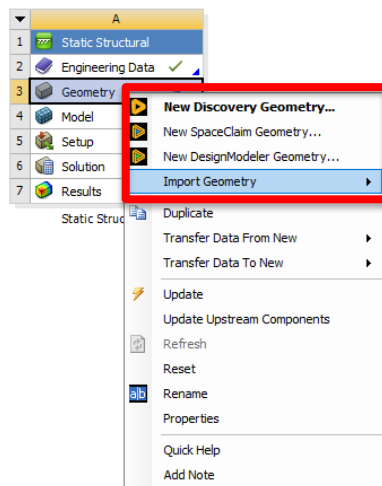 A
1 Static Structural
2 Engineering Data
3 Geometry
4 Model
5 Setup
6 Solution
7 Results
Static Struc
New Discovery Geometry...
New SpaceClaim Geometry...
New DesignModeler Geometry...
Import Geometry
Duplicate
Transfer Data From New
Transfer Data To New
Update
Update Upstream Components
Refresh
Reset
a|b Rename
Properties
Quick Help
Add Note